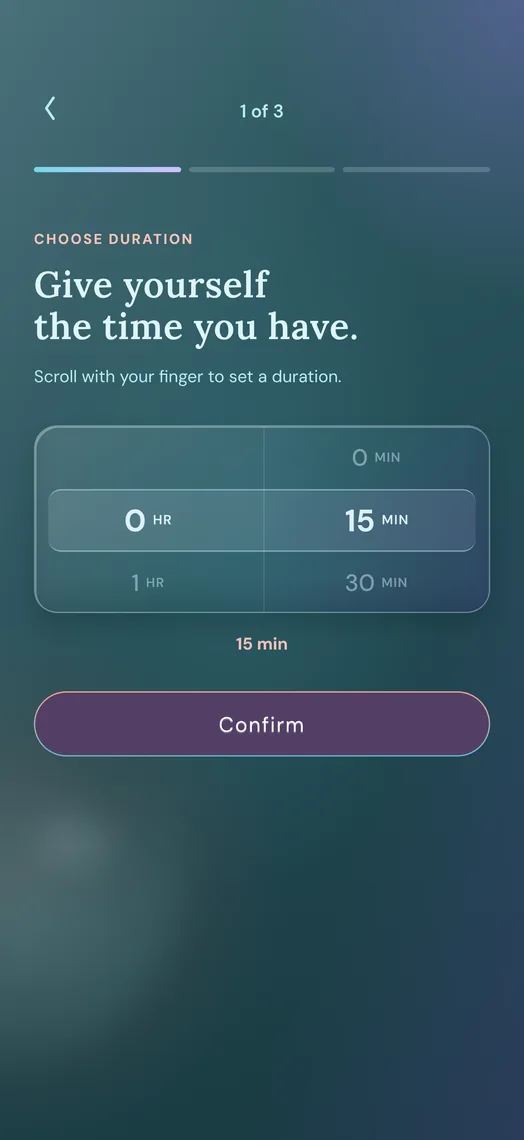 1 of 3
CHOOSE DURATION
Give yourself
the time you have.
Scroll with your finger to set a duration.
0 MIN
0 HR 15 MIN
1 HR 30 MIN
15 min
Confirm